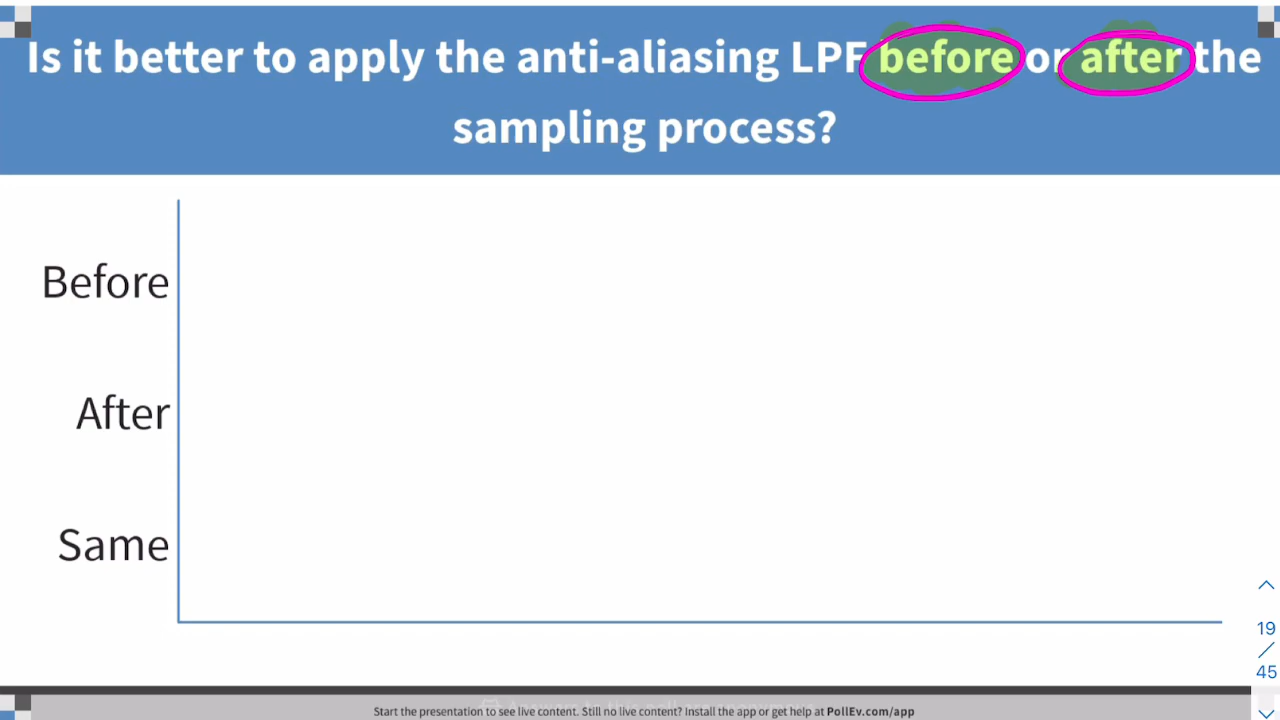 Is it better to apply the anti-aliasing LPF before or after the
sampling process?
Before
After
Same
19
/
45
Start the presentation to see live content. Still no live content? Install the app or get help at PollEv.com/app